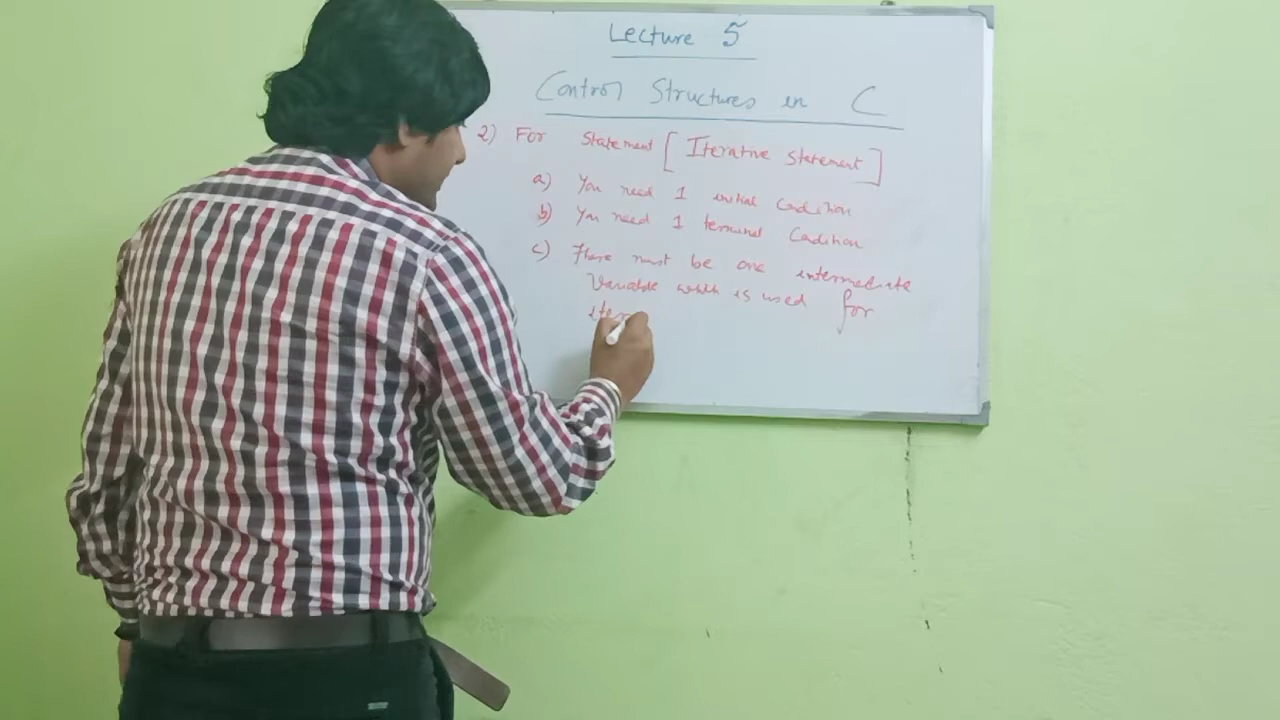 Lecture 5
Control Structures in C
2) For Statement [Iterative statement]
a) You need 1 initial Condition
b) You need 1 terminal Condition
c) There must be one intermediate
Variable which is used for
iter